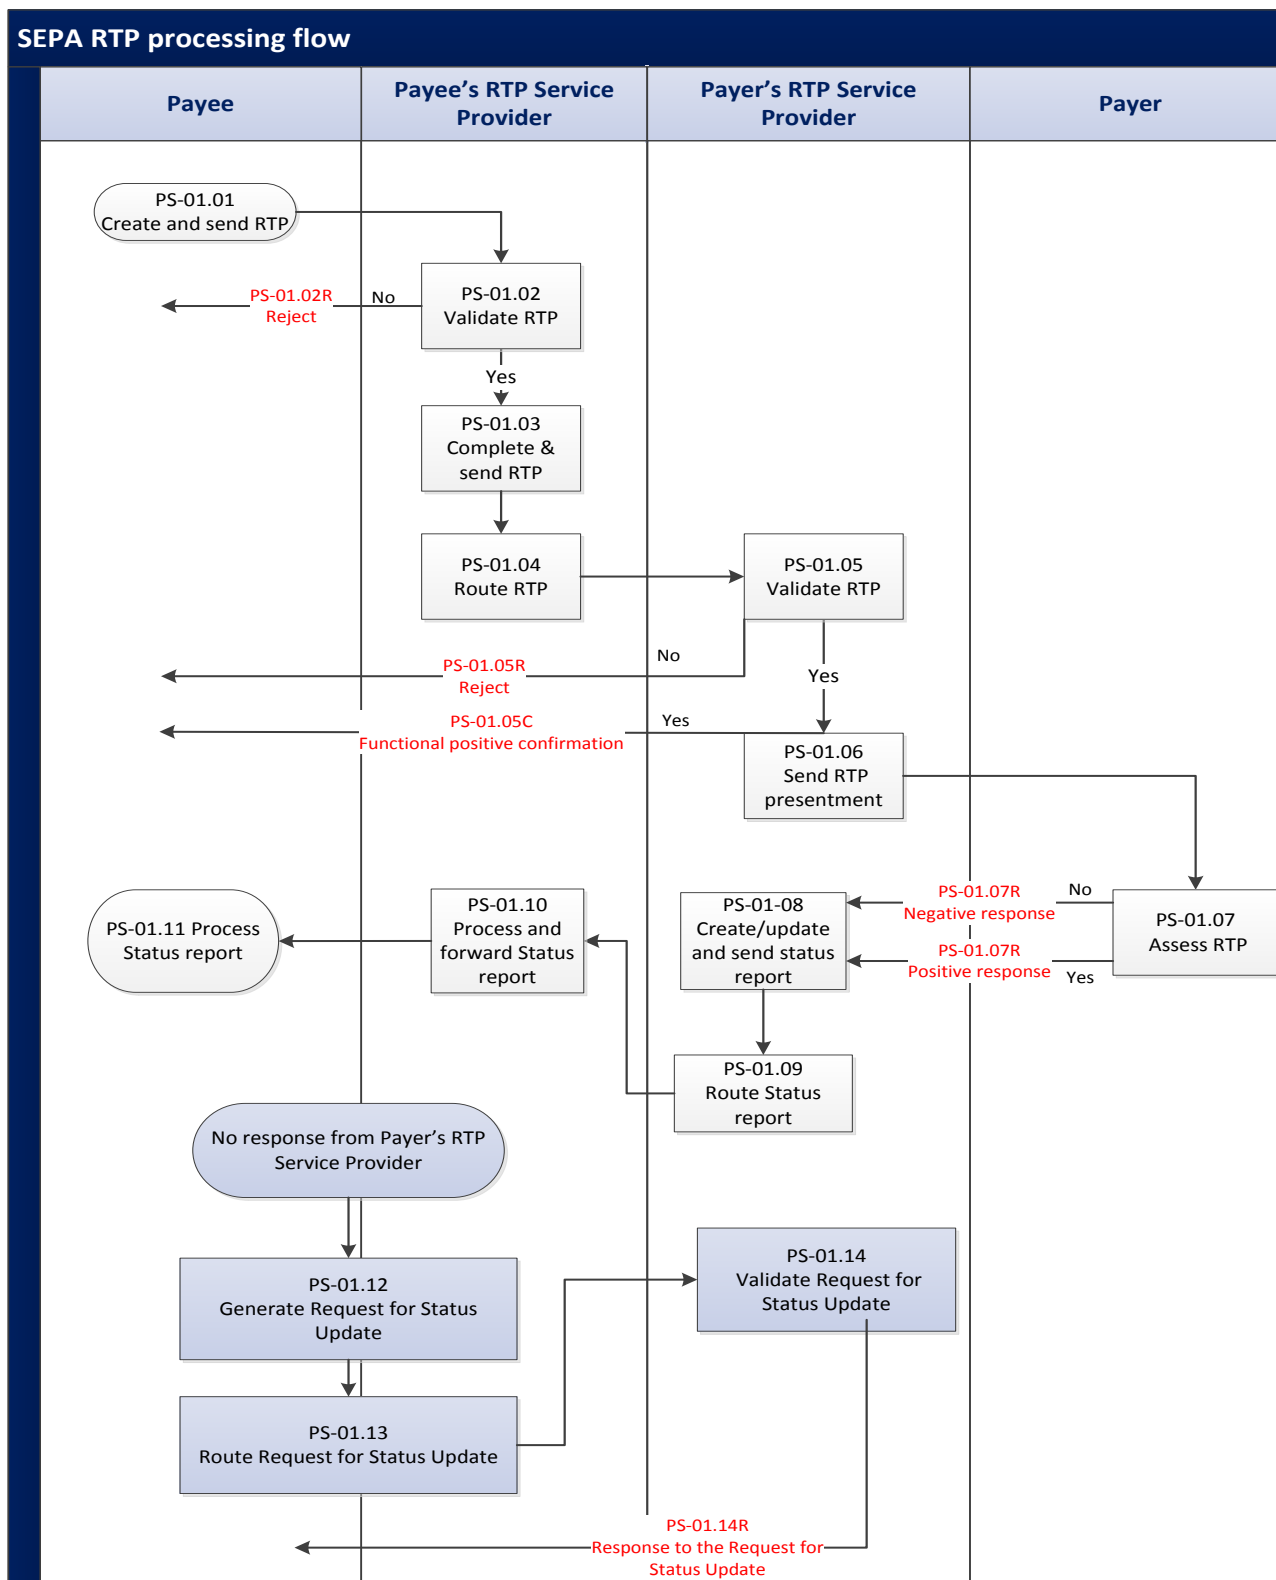 SEPA RTP processing flow
Payee
Payee’s RTP Service
Provider
Payer’s RTP Service
Provider
Payer
PS-01.01
Create and send RTP
PS-01.02R
Reject
No
PS-01.02
Validate RTP
Yes
PS-01.03
Complete &
send RTP
PS-01.04
Route RTP
PS-01.05
Validate RTP
PS-01.05R
Reject
No
Yes
PS-01.05C
Functional positive confirmation
Yes
PS-01.06
Send RTP
presentment
PS-01.11 Process
Status report
PS-01.10
Process and
forward Status
report
PS-01-08
Create/update
and send status
report
PS-01.07R
Negative response
No
PS-01.07R
Positive response
Yes
PS-01.07
Assess RTP
PS-01.09
Route Status
report
No response from Payer’s RTP
Service Provider
PS-01.12
Generate Request for Status
Update
PS-01.14
Validate Request for
Status Update
PS-01.13
Route Request for Status Update
PS-01.14R
Response to the Request for
Status Update